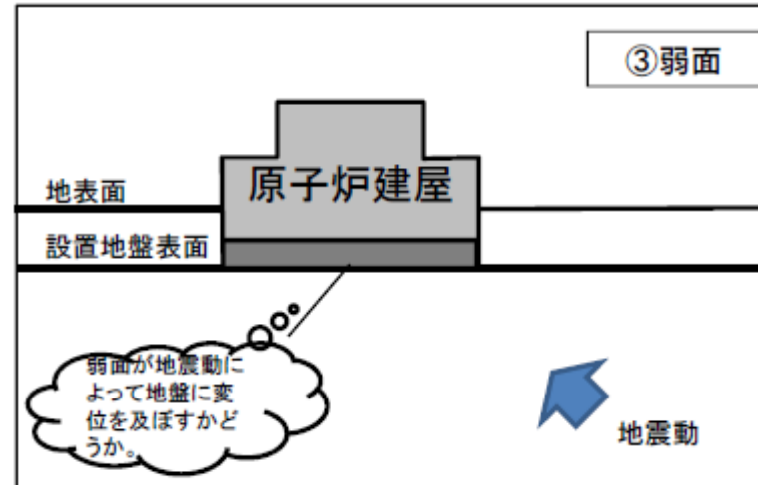 ③弱面
原子炉建屋
地表面
設置地盤表面
弱面が地震動に
よって地盤に変
位を及ぼすかど
うか。
地震動